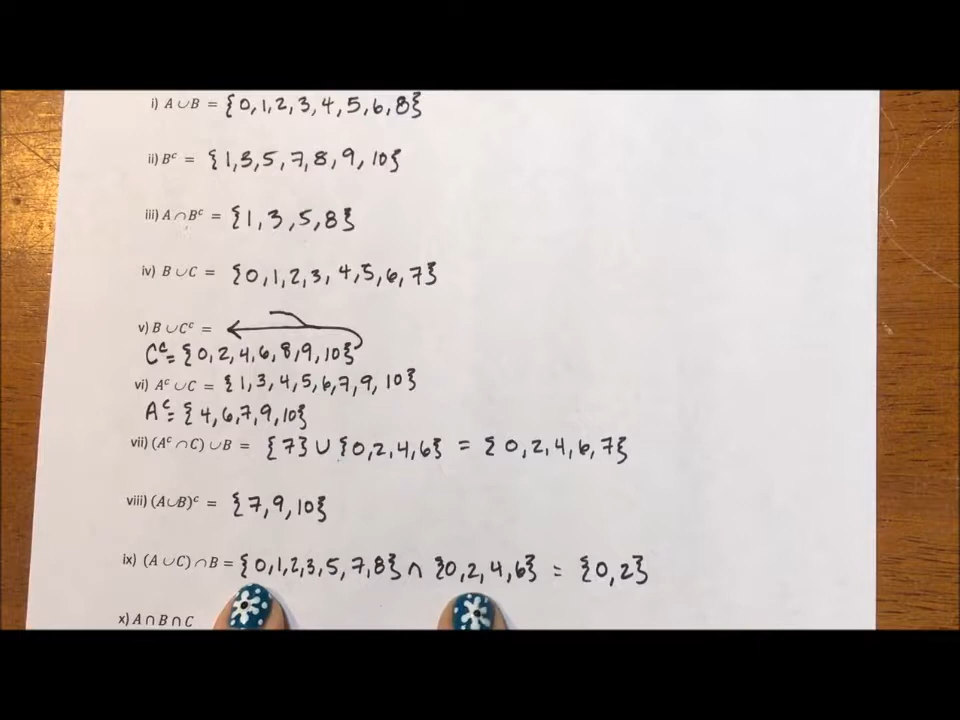 i) A ∪ B = {0,1,2,3,4,5,6,8}
ii) Bᶜ = {1,3,5,7,8,9,10}
iii) A ∩ Bᶜ = {1,3,5,8}
iv) B ∪ C = {0,1,2,3,4,5,6,7}
v) B ∪ Cᶜ =
Cᶜ = {0,2,4,6,8,9,10}
vi) Aᶜ ∪ C = {1,3,4,5,6,7,9,10}
Aᶜ = {4,6,7,9,10}
vii) (Aᶜ ∩ C) ∪ B = {7} ∪ {0,2,4,6} = {0,2,4,6,7}
viii) (A∪B)ᶜ = {7,9,10}
ix) (A ∪ C) ∩ B = {0,1,2,3,5,7,8} ∩ {0,2,4,6} = {0,2}
x) A ∩ B ∩ C